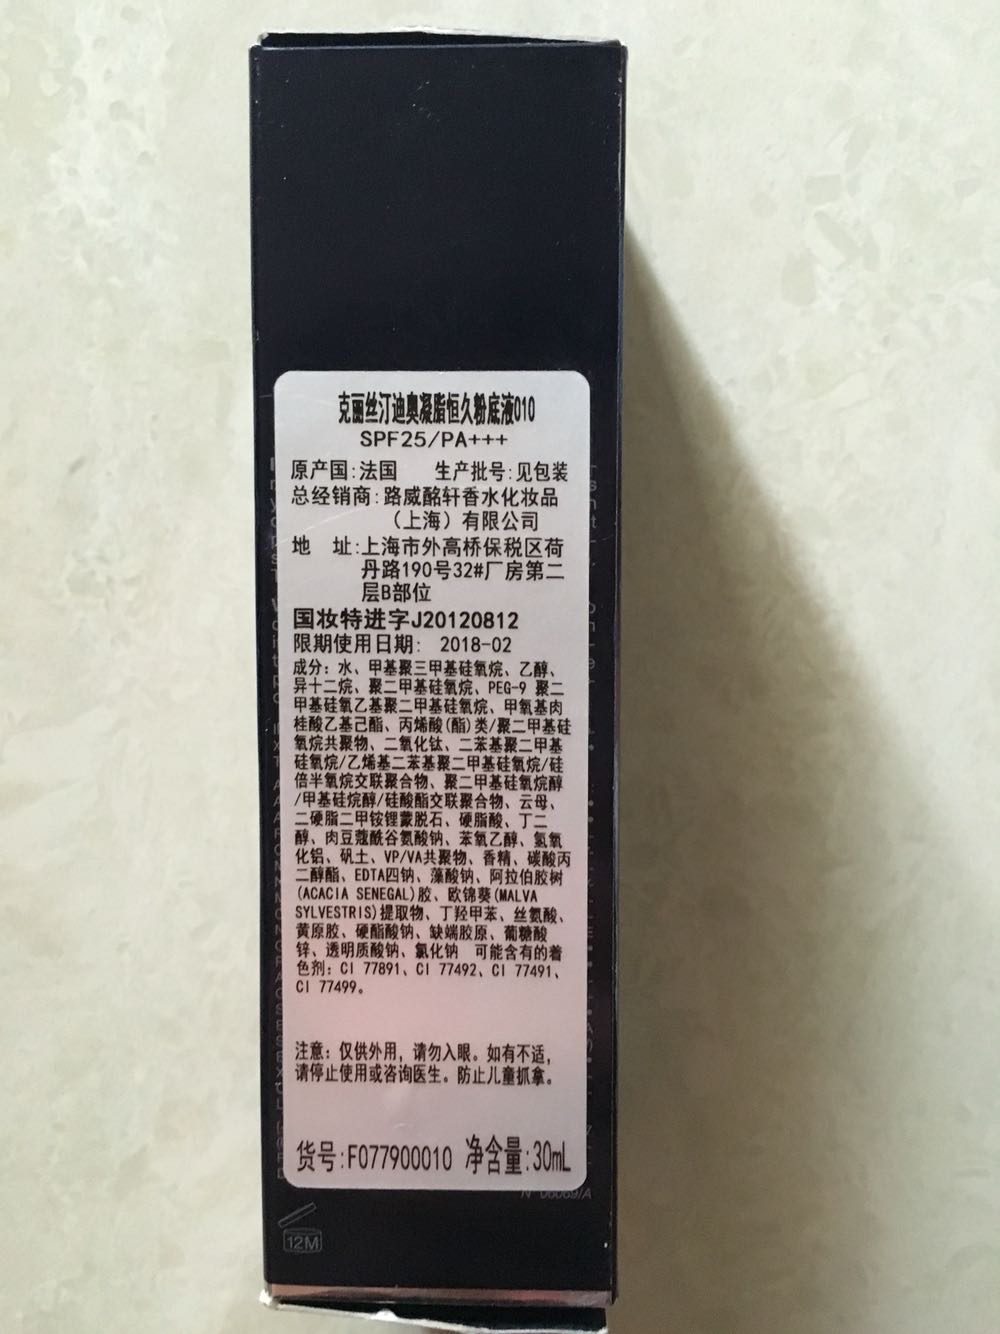 克丽丝汀迪奥凝脂恒久粉底液010
SPF25/PA+++
原产国:法国 生产批号:见包装
总经销商:路威酩轩香水化妆品
（上海）有限公司
地 址:上海市外高桥保税区荷
丹路190号32#厂房第二
层B部位
国妆特进字J20120812
限期使用日期: 2018-02
成分: 水、甲基聚三甲基硅氧烷、乙醇、
异十二烷、聚二甲基硅氧烷、PEG-9 聚二
甲基硅氧乙基聚二甲基硅氧烷、甲氧基肉
桂酸乙基己酯、丙烯酸(酯)类/聚二甲基硅
氧烷共聚物、二氧化钛、二苯基聚二甲基
硅氧烷/乙烯基二苯基聚二甲基硅氧烷/硅
倍半氧烷交联聚合物、聚二甲基硅氧烷醇
/甲基硅烷醇/硅酸酯交联聚合物、云母、
二硬脂二甲铵锂蒙脱石、硬脂酸、丁二
醇、肉豆蔻酰谷氨酸钠、苯氧乙醇、氢氧
化铝、矾土、VP/VA共聚物、香精、碳酸丙
二醇酯、EDTA四钠、藻酸钠、阿拉伯胶树
(ACACIA SENEGAL)胶、欧锦葵(MALVA
SYLVESTRIS)提取物、丁羟甲苯、丝氨酸、
黄原胶、硬酯酸钠、缺端胶原、葡糖酸
锌、透明质酸钠、氯化钠 可能含有的着
色剂: CI 77891、CI 77492、CI 77491、
CI 77499。
注意: 仅供外用, 请勿入眼。如有不适,
请停止使用或咨询医生。防止儿童抓拿。
货号:F077900010 净含量:30mL
N° 06069/A
12M